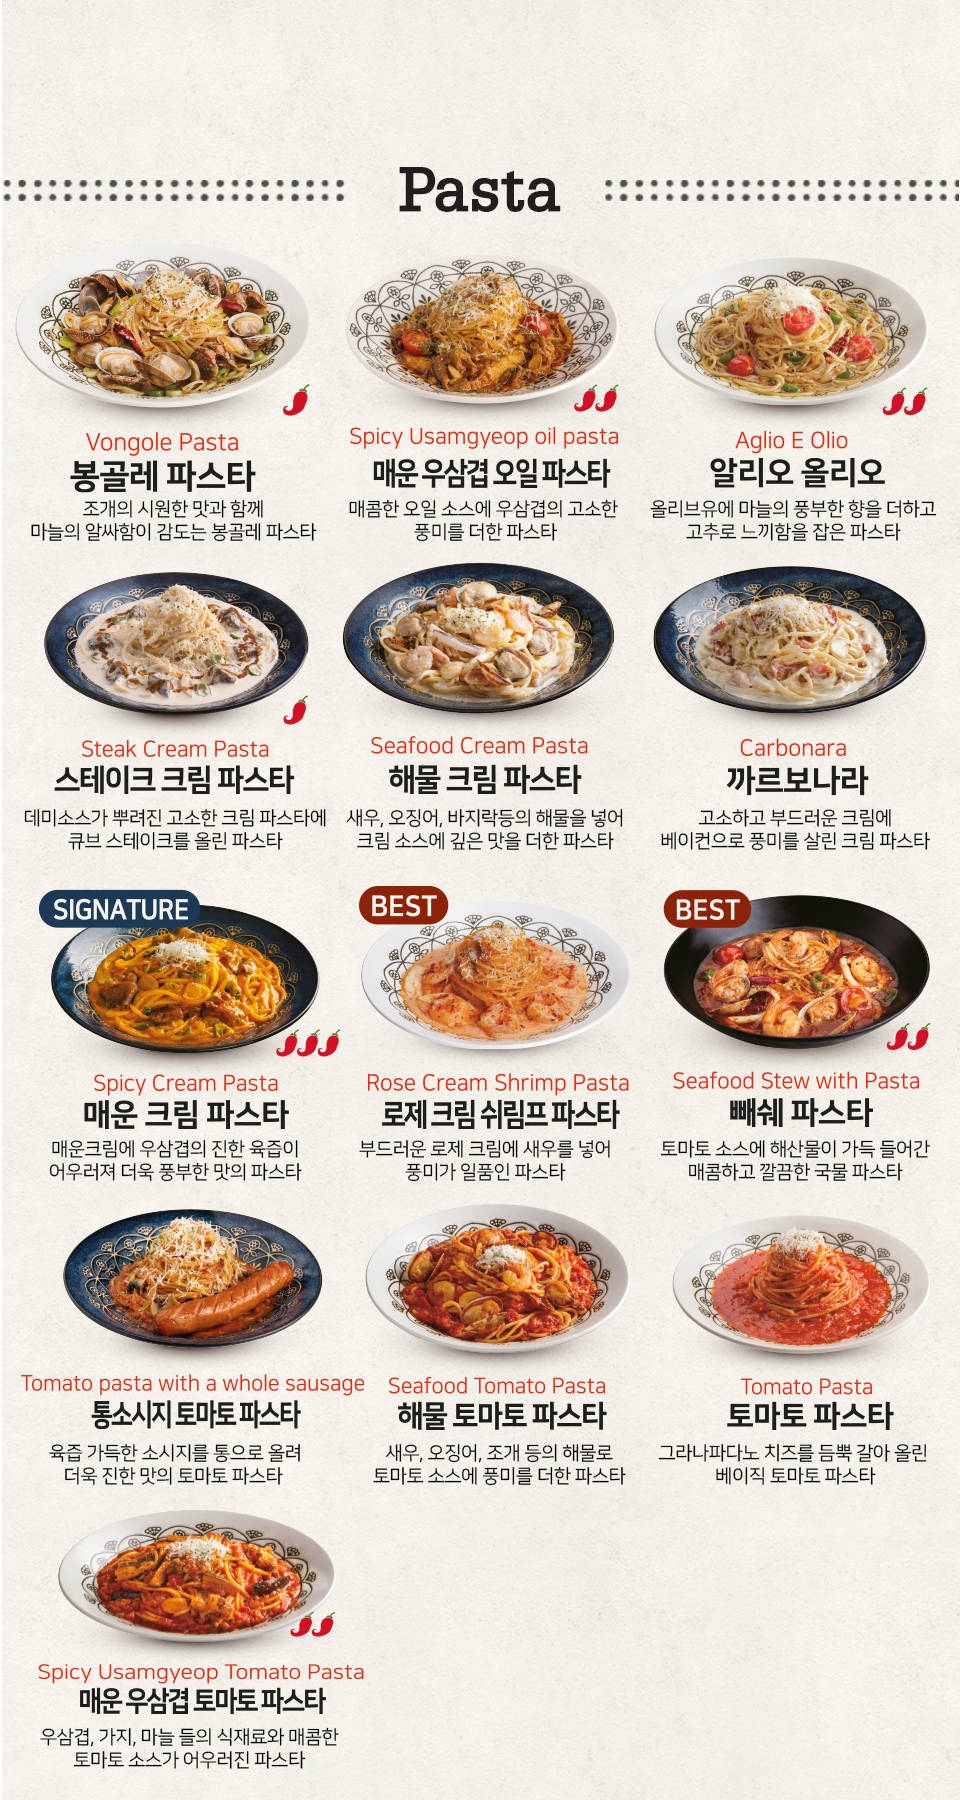 Pasta
Vongole Pasta
봉골레 파스타
조개의 시원한 맛과 함께
마늘의 알싸함이 감도는 봉골레 파스타
Spicy Usamgyeop oil pasta
매운 우삼겹 오일 파스타
매콤한 오일 소스에 우삼겹의 고소한
풍미를 더한 파스타
Aglio E Olio
알리오 올리오
올리브유에 마늘의 풍부한 향을 더하고
고추로 느끼함을 잡은 파스타
Steak Cream Pasta
스테이크 크림 파스타
데미소스가 뿌려진 고소한 크림 파스타에
큐브 스테이크를 올린 파스타
Seafood Cream Pasta
해물 크림 파스타
새우, 오징어, 바지락등의 해물을 넣어
크림 소스에 깊은 맛을 더한 파스타
Carbonara
까르보나라
고소하고 부드러운 크림에
베이컨으로 풍미를 살린 크림 파스타
SIGNATURE
Spicy Cream Pasta
매운 크림 파스타
매운크림에 우삼겹의 진한 육즙이
어우러져 더욱 풍부한 맛의 파스타
BEST
Rose Cream Shrimp Pasta
로제 크림 쉬림프 파스타
부드러운 로제 크림에 새우를 넣어
풍미가 일품인 파스타
BEST
Seafood Stew with Pasta
빼쉐 파스타
토마토 소스에 해산물이 가득 들어간
매콤하고 깔끔한 국물 파스타
Tomato pasta with a whole sausage
통소시지 토마토 파스타
육즙 가득한 소시지를 통으로 올려
더욱 진한 맛의 토마토 파스타
Seafood Tomato Pasta
해물 토마토 파스타
새우, 오징어, 조개 등의 해물로
토마토 소스에 풍미를 더한 파스타
Tomato Pasta
토마토 파스타
그라나파다노 치즈를 듬뿍 갈아 올린
베이직 토마토 파스타
Spicy Usamgyeop Tomato Pasta
매운 우삼겹 토마토 파스타
우삼겹, 가지, 마늘 들의 식재료와 매콤한
토마토 소스가 어우러진 파스타